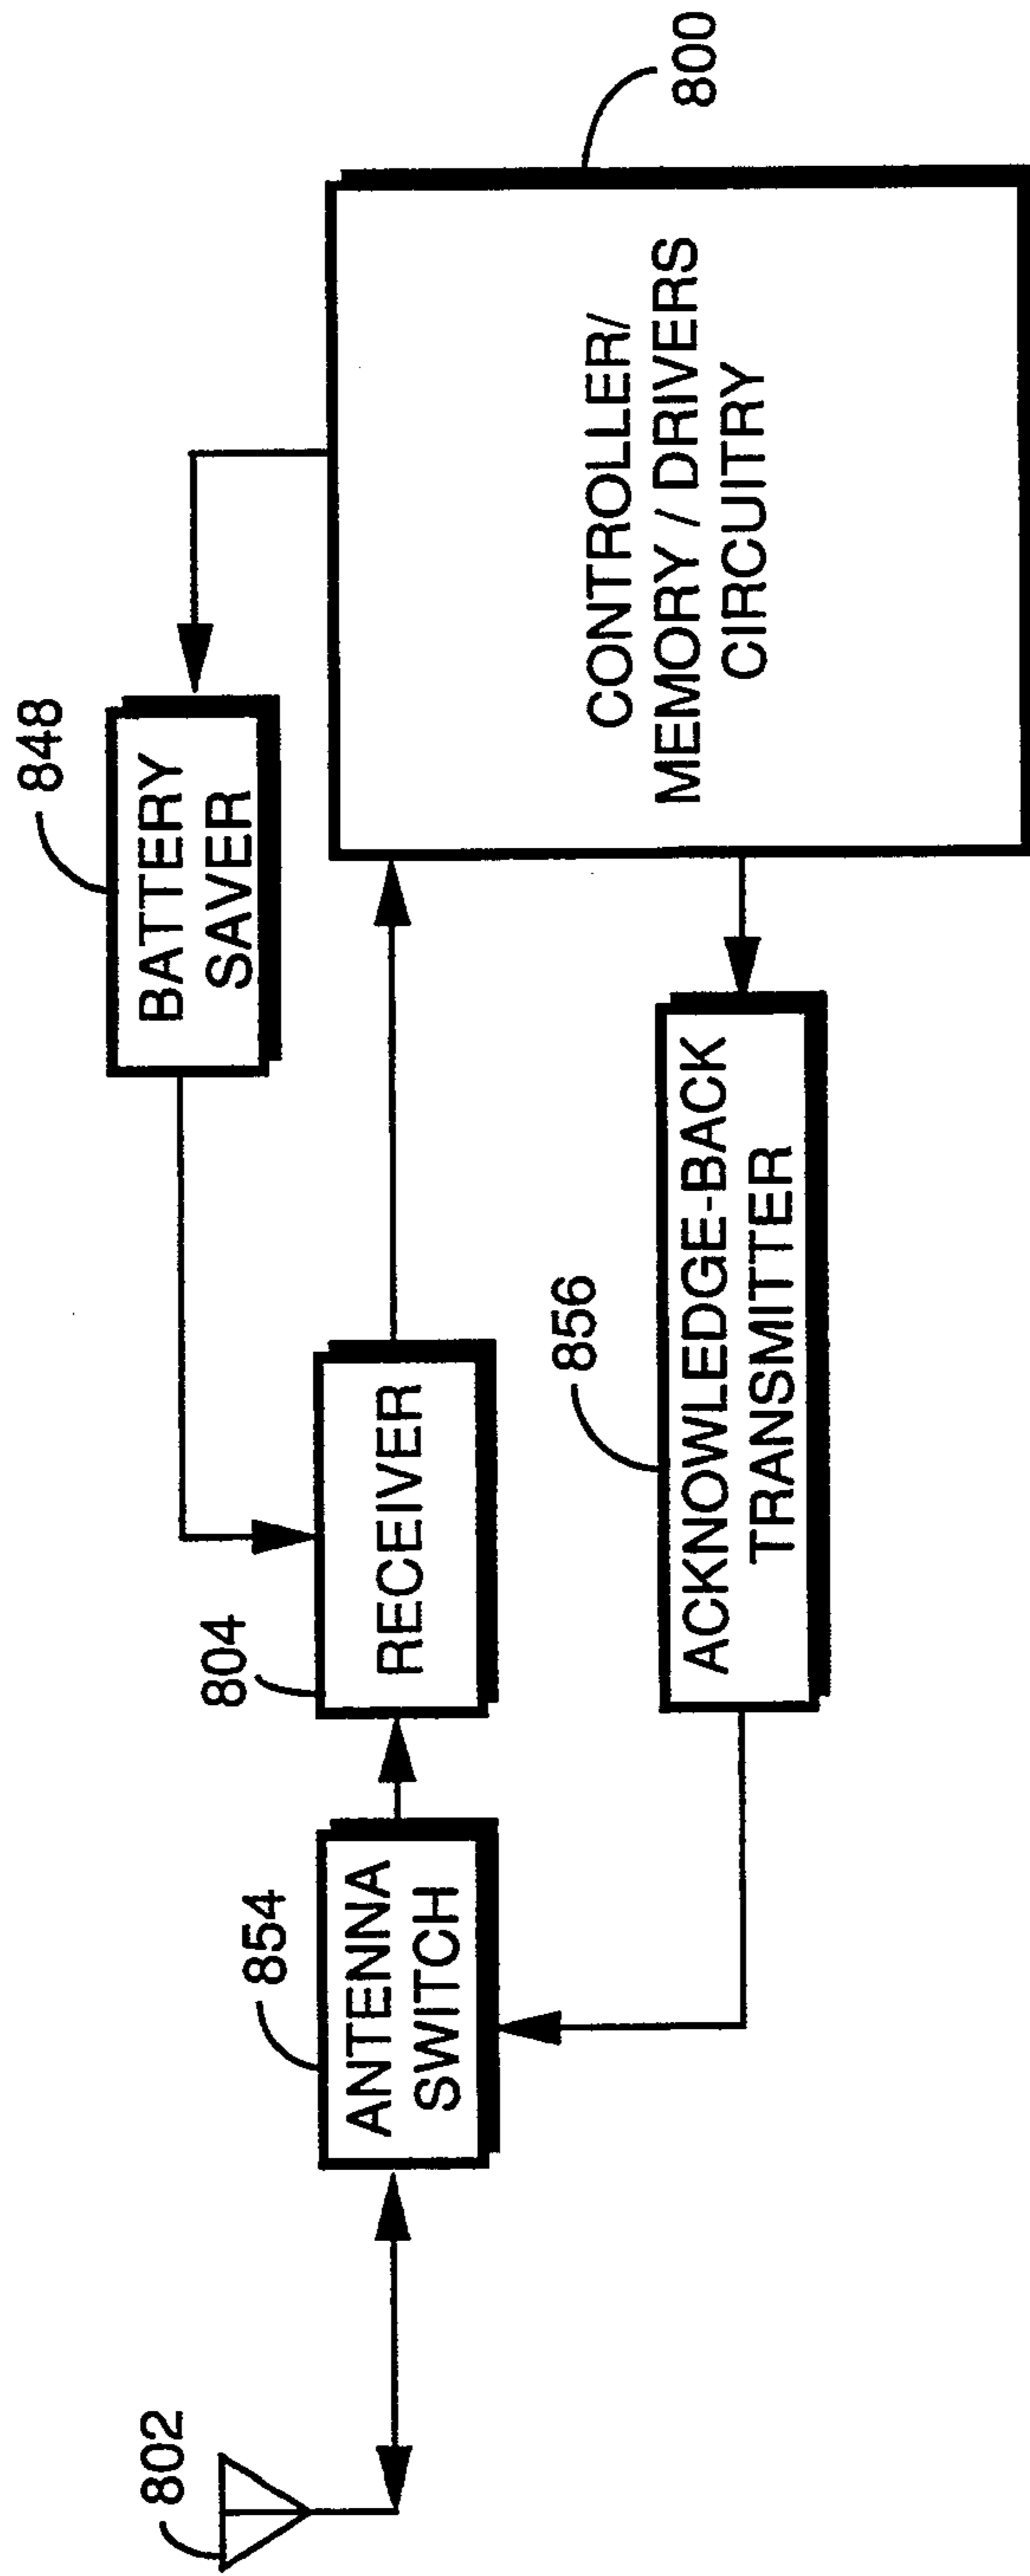 848
BATTERY
SAVER
802
854
ANTENNA
SWITCH
804
RECEIVER
856
ACKNOWLEDGE-BACK
TRANSMITTER
CONTROLLER/
MEMORY / DRIVERS
CIRCUITRY
800